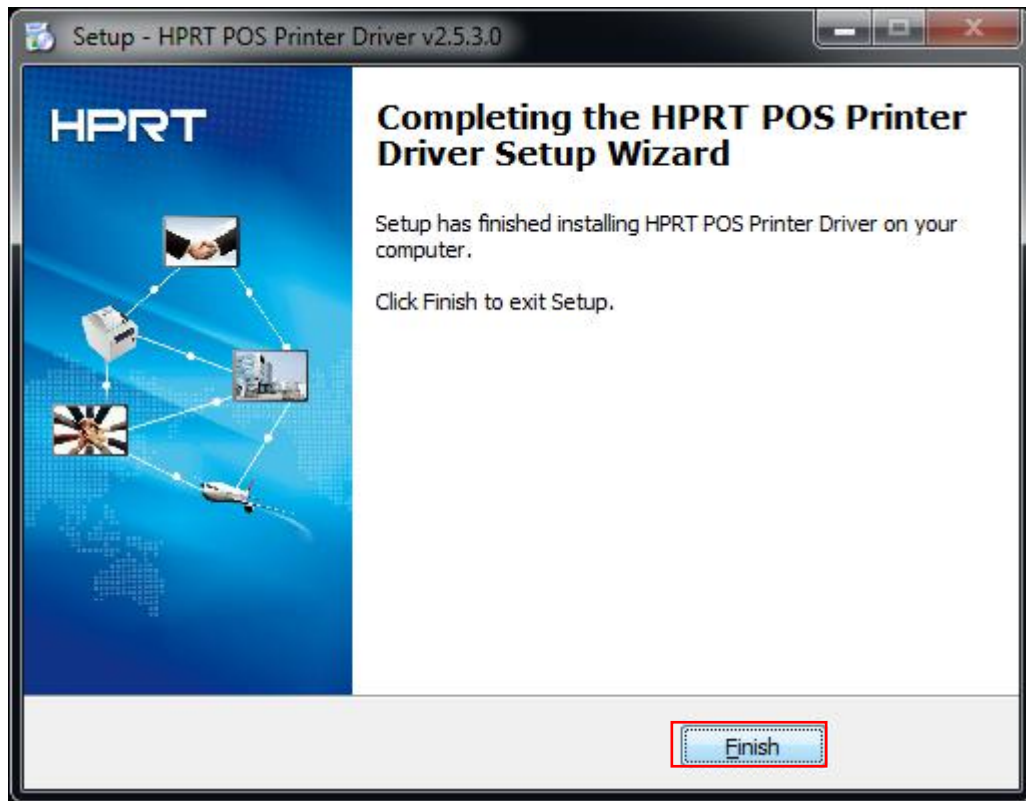 Setup - HPRT POS Printer Driver v2.5.3.0
HPRT
Completing the HPRT POS Printer
Driver Setup Wizard
Setup has finished installing HPRT POS Printer Driver on your
computer.
Click Finish to exit Setup.
Finish